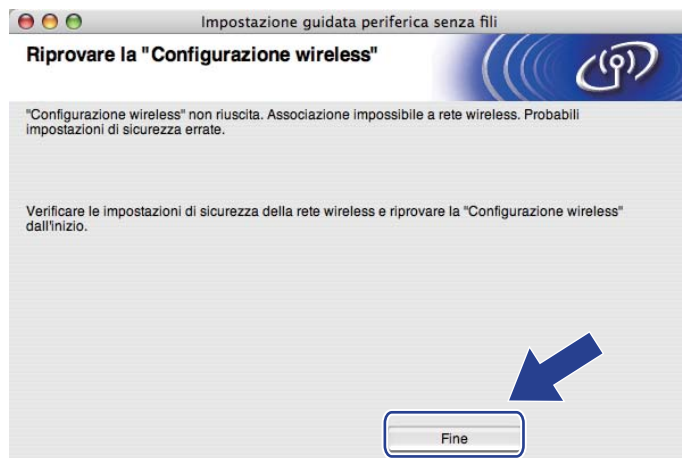 Impostazione guidata periferica senza fili
Riprovare la "Configurazione wireless"
"Configurazione wireless" non riuscita. Associazione impossibile a rete wireless. Probabili
impostazioni di sicurezza errate.
Verificare le impostazioni di sicurezza della rete wireless e riprovare la "Configurazione wireless"
dall'inizio.
Fine